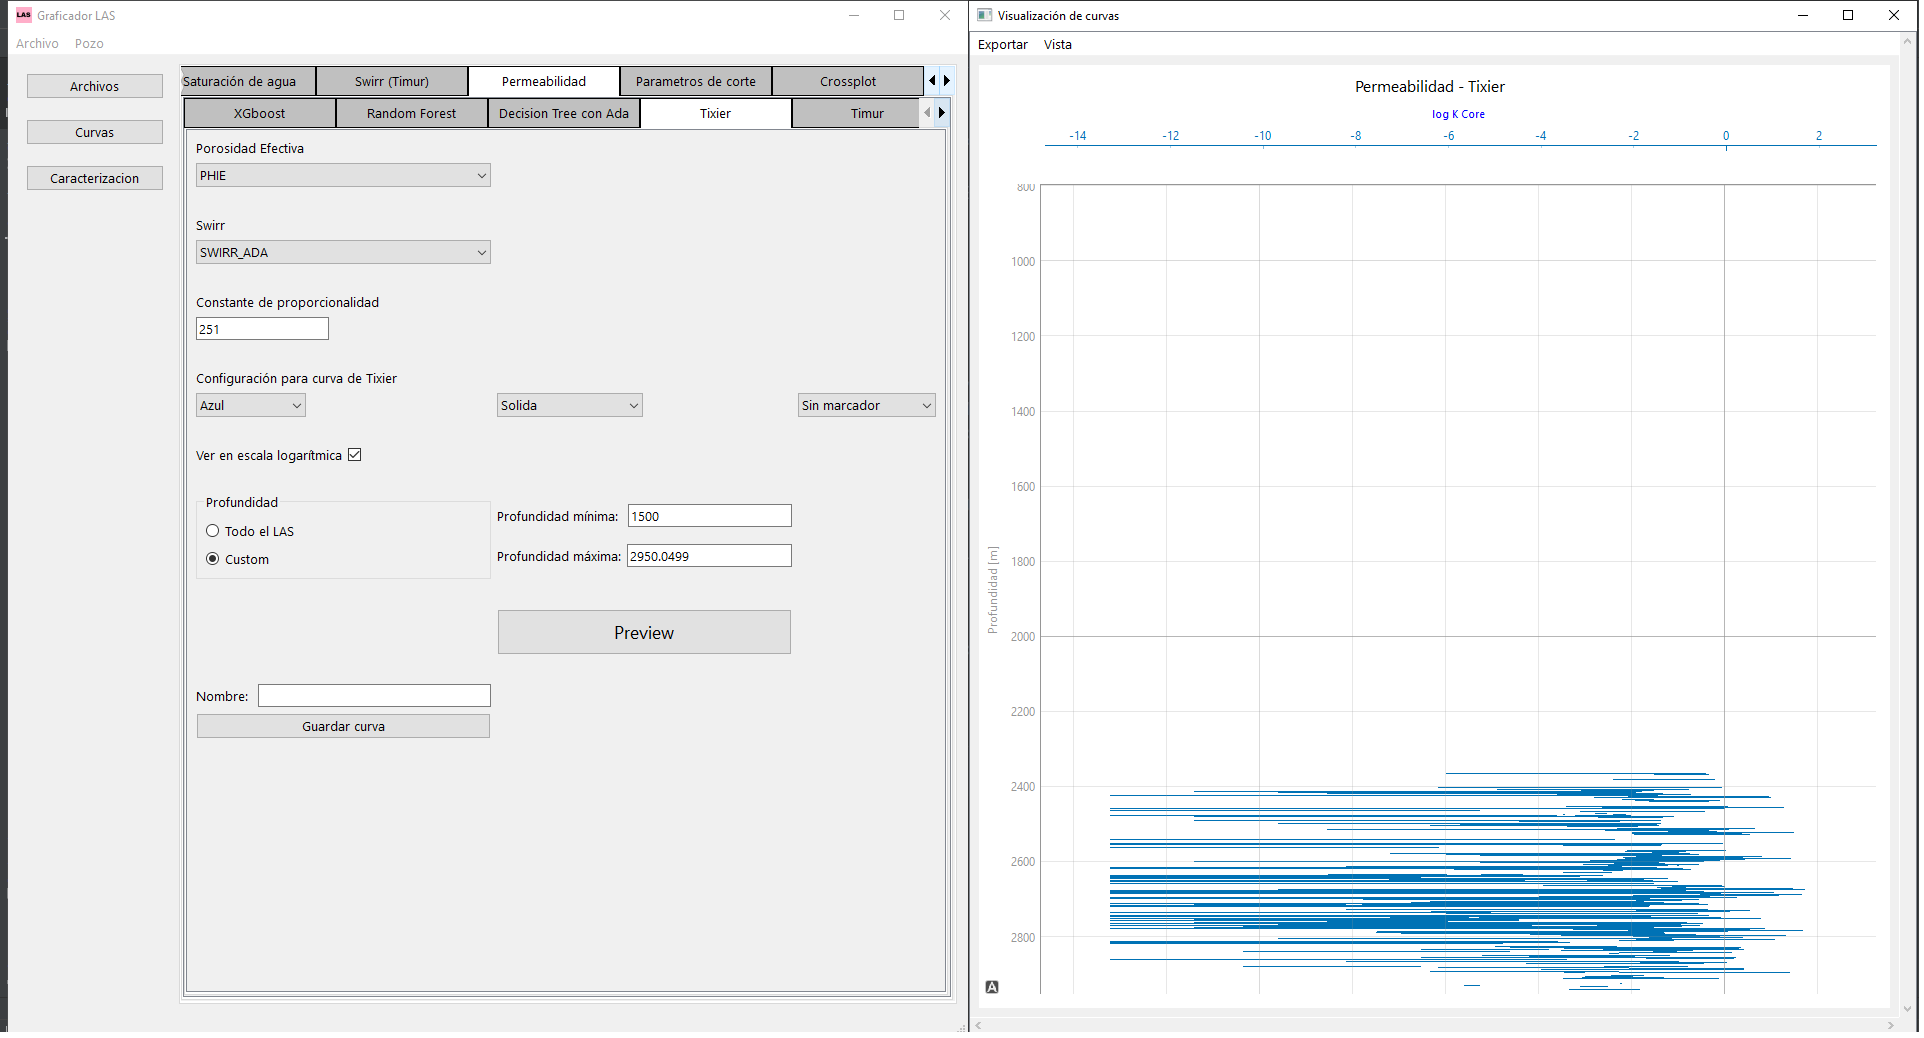 LAS Graficador LAS
Archivo Pozo
Archivos
Curvas
Caracterizacion
Saturación de agua Swirr (Timur) Permeabilidad Parametros de corte Crossplot
XGboost Random Forest Decision Tree con Ada Tixier Timur
Porosidad Efectiva
PHIE
Swirr
SWIRR_ADA
Constante de proporcionalidad
251
Configuración para curva de Tixier
Azul Solida Sin marcador
Ver en escala logarítmica
Profundidad
Todo el LAS
Custom
Profundidad mínima: 1500
Profundidad máxima: 2950.0499
Preview
Nombre:
Guardar curva
Visualización de curvas
Exportar Vista
Permeabilidad - Tixier
log K Core
-14 -12 -10 -8 -6 -4 -2 0 2
800
1000
1200
1400
1600
1800
Profundidad [m]
2000
2200
2400
2600
2800
A